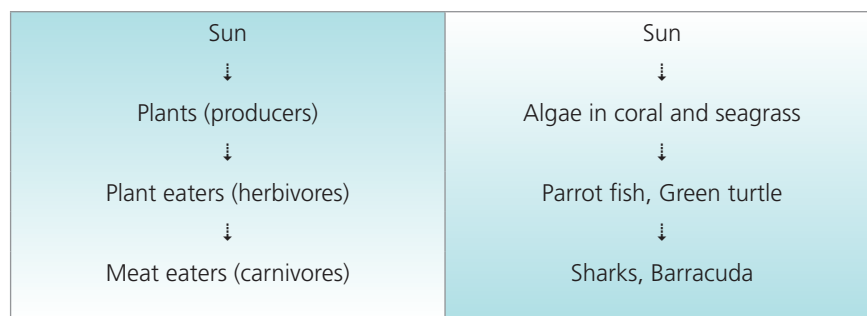 Sun
Plants (producers)
Plant eaters (herbivores)
Meat eaters (carnivores)
Sun
Algae in coral and seagrass
Parrot fish, Green turtle
Sharks, Barracuda